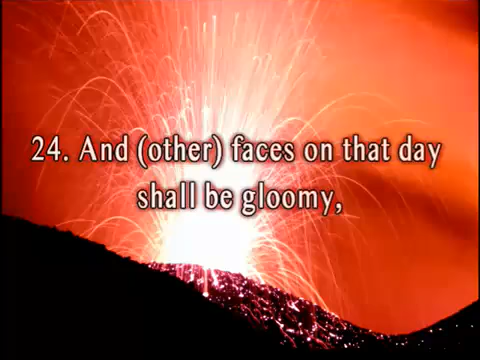 24. And (other) faces on that day
shall be gloomy,